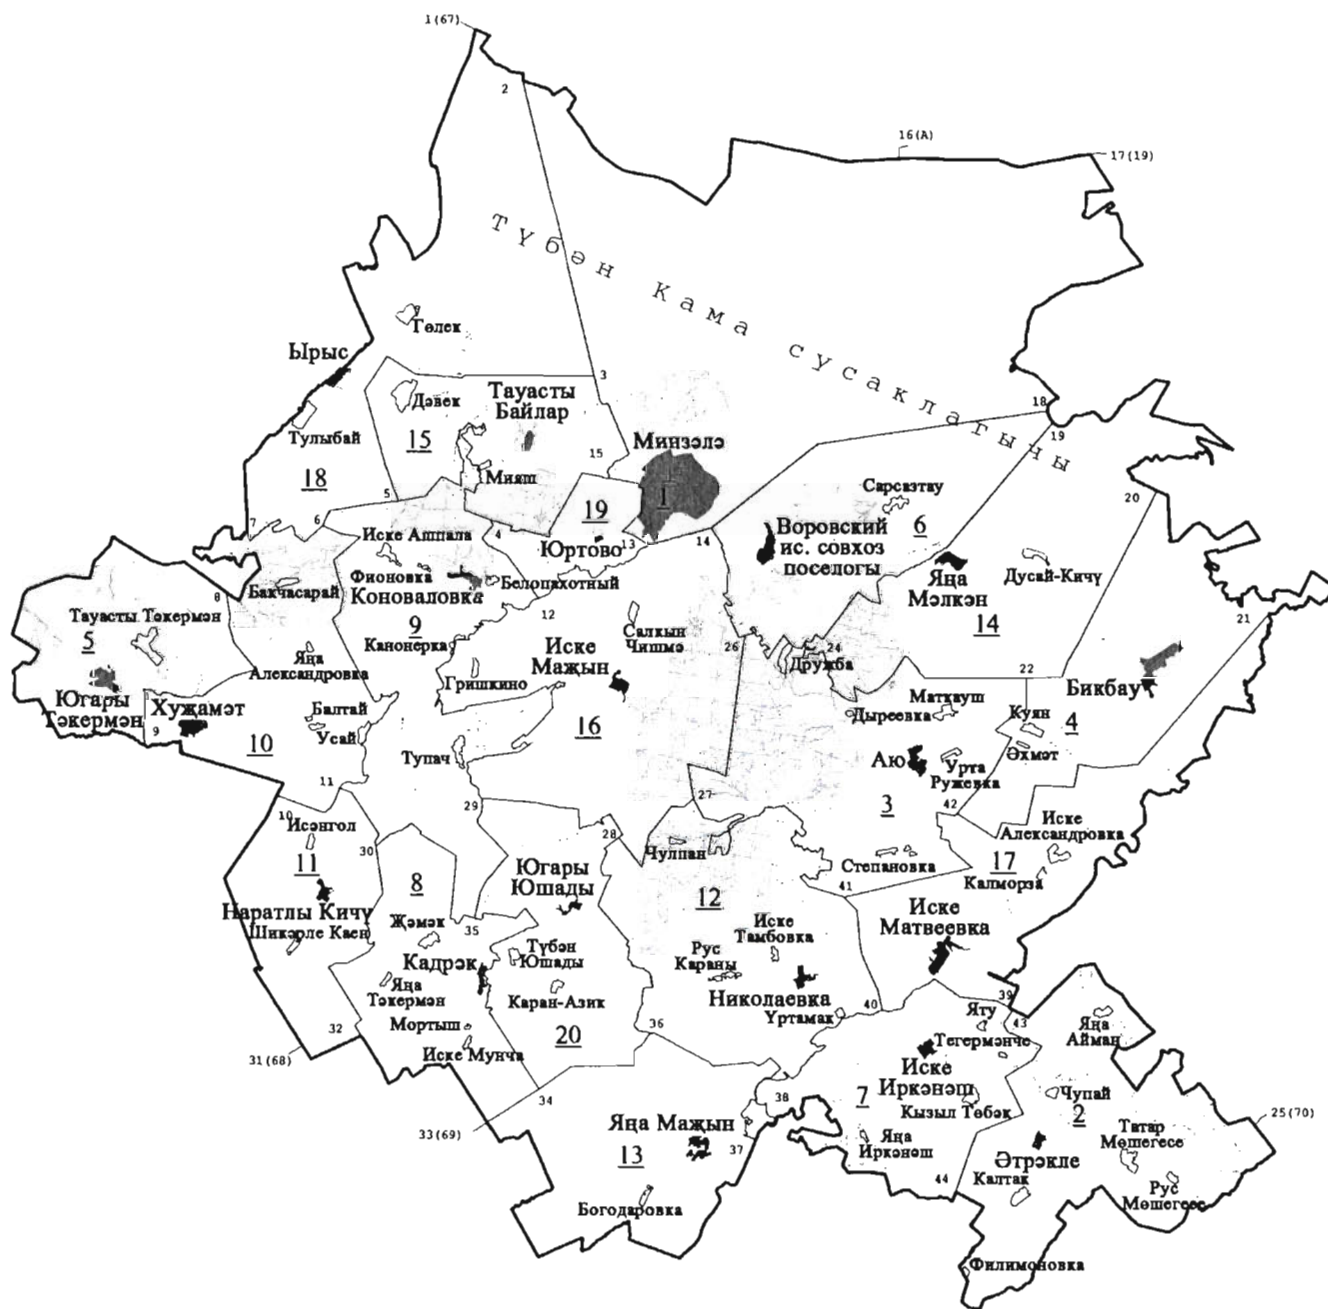 1(67)
2
16(А)
17(19)
Түбән Кама сусаклагычы
Гөлек
Ырыс
3
Дәвек
Тауасты
Байлар
18
19
Тулыбай
15
Минзәлә
15
Мияш
20
18
5
19
1
Сарсазтау
6
7
6
Иске Аппала
4
Юртово
13
14
Воровский
ис. совхоз
поселогы
Яңа
Мәлкән
Дусай-Кичү
Фионовка
Коноваловка
Белопахотный
Бакчасарай
8
12
14
21
Тауасты Тәкермән
5
9
Канонерка
Салкын
Чишмә
26
24
Дружба
Яңа
Александровка
Иске
Маҗын
22
Бикбау
Гришкино
Маткауш
Югары
Тәкермән
Хуҗамәт
9
Балтай
Усай
16
Дыреевка
Куян
4
10
Тупач
Аю
Урта
Ружевка
Әхмәт
11
10
29
27
3
42
Исәнгол
Иске
Александровка
11
30
28
Чулпан
Степановка
17
Калморза
8
Югары
Юшады
12
41
Наратлы Кичү
Шикәрле Каен
Җәмәк
35
Иске
Матвеевка
Иске
Тамбовка
Кадрәк
Түбән
Юшады
Рус
Караны
Яңа
Тәкермән
Каран-Азик
Николаевка
Үртамак
40
39
Мортыш
Иске Мунча
32
31(68)
20
36
Яту
43
Тегермәнче
Яңа
Айман
Иске
Иркәнәш
34
38
7
Кызыл Төбәк
Чупай
2
25(70)
33(69)
Яңа Маҗын
37
13
Яңа
Иркәнәш
Татар
Мөшегесе
Әтрәкле
Калтак
44
Рус
Мөшегесе
Богодаровка
Филимоновка